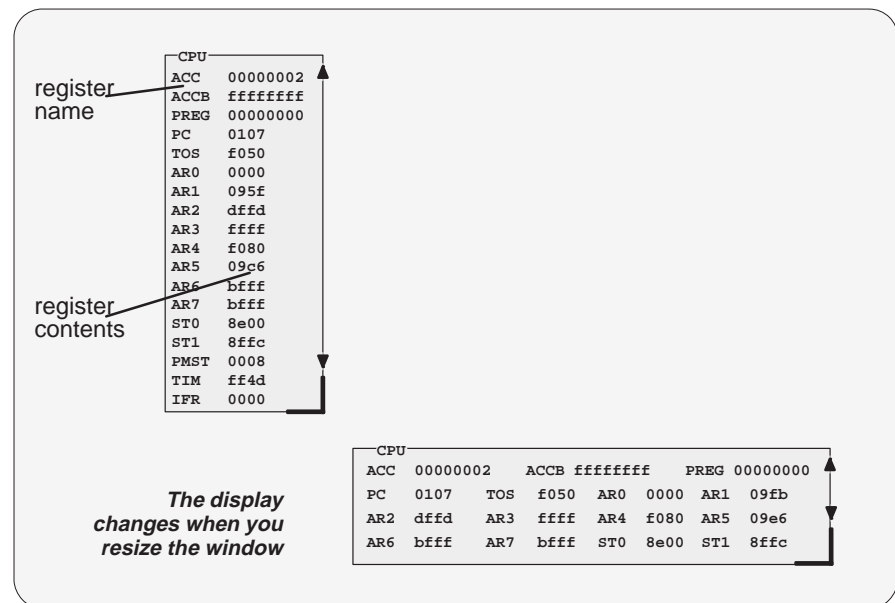 CPU
ACC 00000002
ACCB ffffffff
PREG 00000000
PC 0107
TOS f050
AR0 0000
AR1 095f
AR2 dffd
AR3 ffff
AR4 f080
AR5 09c6
AR6 bfff
AR7 bfff
ST0 8e00
ST1 8ffc
PMST 0008
TIM ff4d
IFR 0000
register
name
register
contents
CPU
ACC 00000002 ACCB ffffffff PREG 00000000
PC 0107 TOS f050 AR0 0000 AR1 09fb
AR2 dffd AR3 ffff AR4 f080 AR5 09e6
AR6 bfff AR7 bfff ST0 8e00 ST1 8ffc
The display
changes when you
resize the window